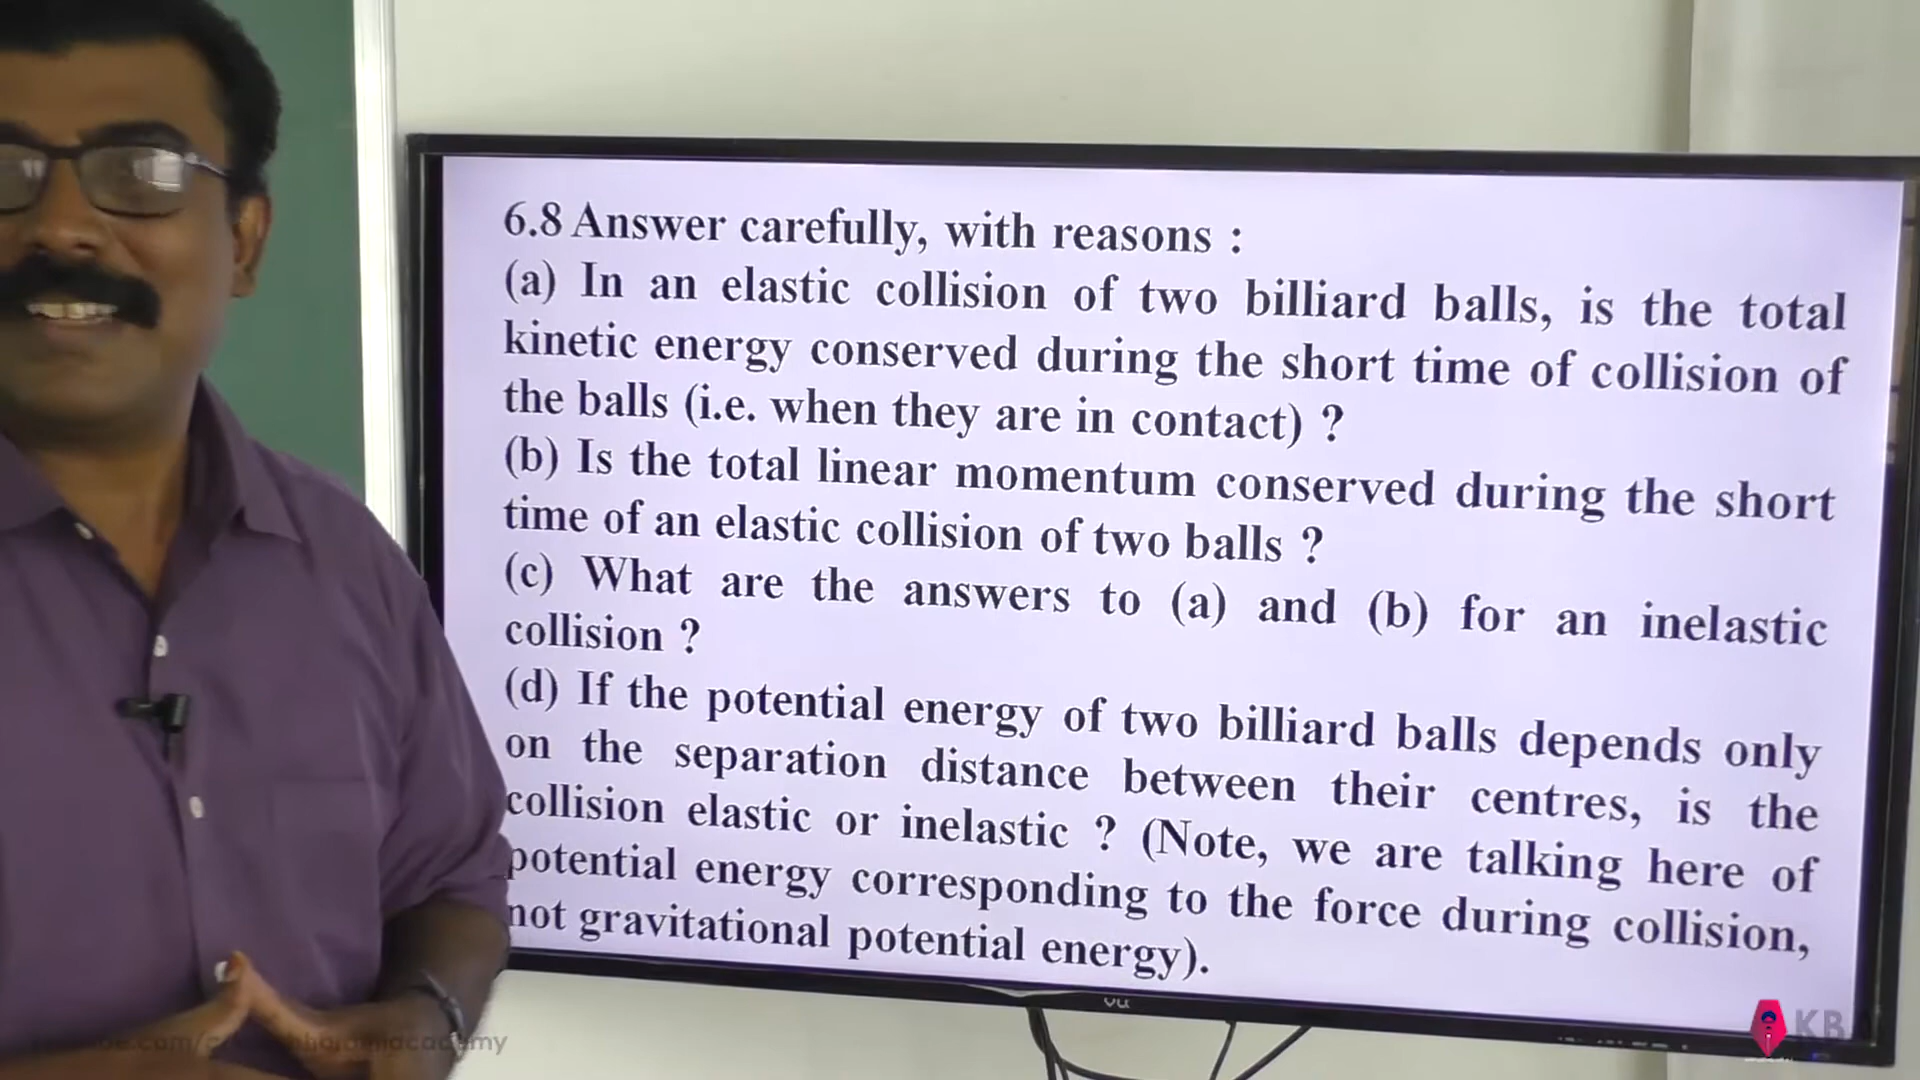 6.8 Answer carefully, with reasons :
(a) In an elastic collision of two billiard balls, is the total
kinetic energy conserved during the short time of collision of
the balls (i.e. when they are in contact) ?
(b) Is the total linear momentum conserved during the short
time of an elastic collision of two balls ?
(c) What are the answers to (a) and (b) for an inelastic
collision ?
(d) If the potential energy of two billiard balls depends only
on the separation distance between their centres, is the
collision elastic or inelastic ? (Note, we are talking here of
potential energy corresponding to the force during collision,
not gravitational potential energy).
vu
KBA